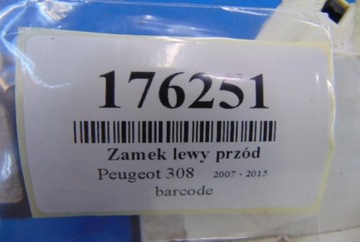 176251
Zamek lewy przód
Peugeot 308 2007 - 2015
barcode